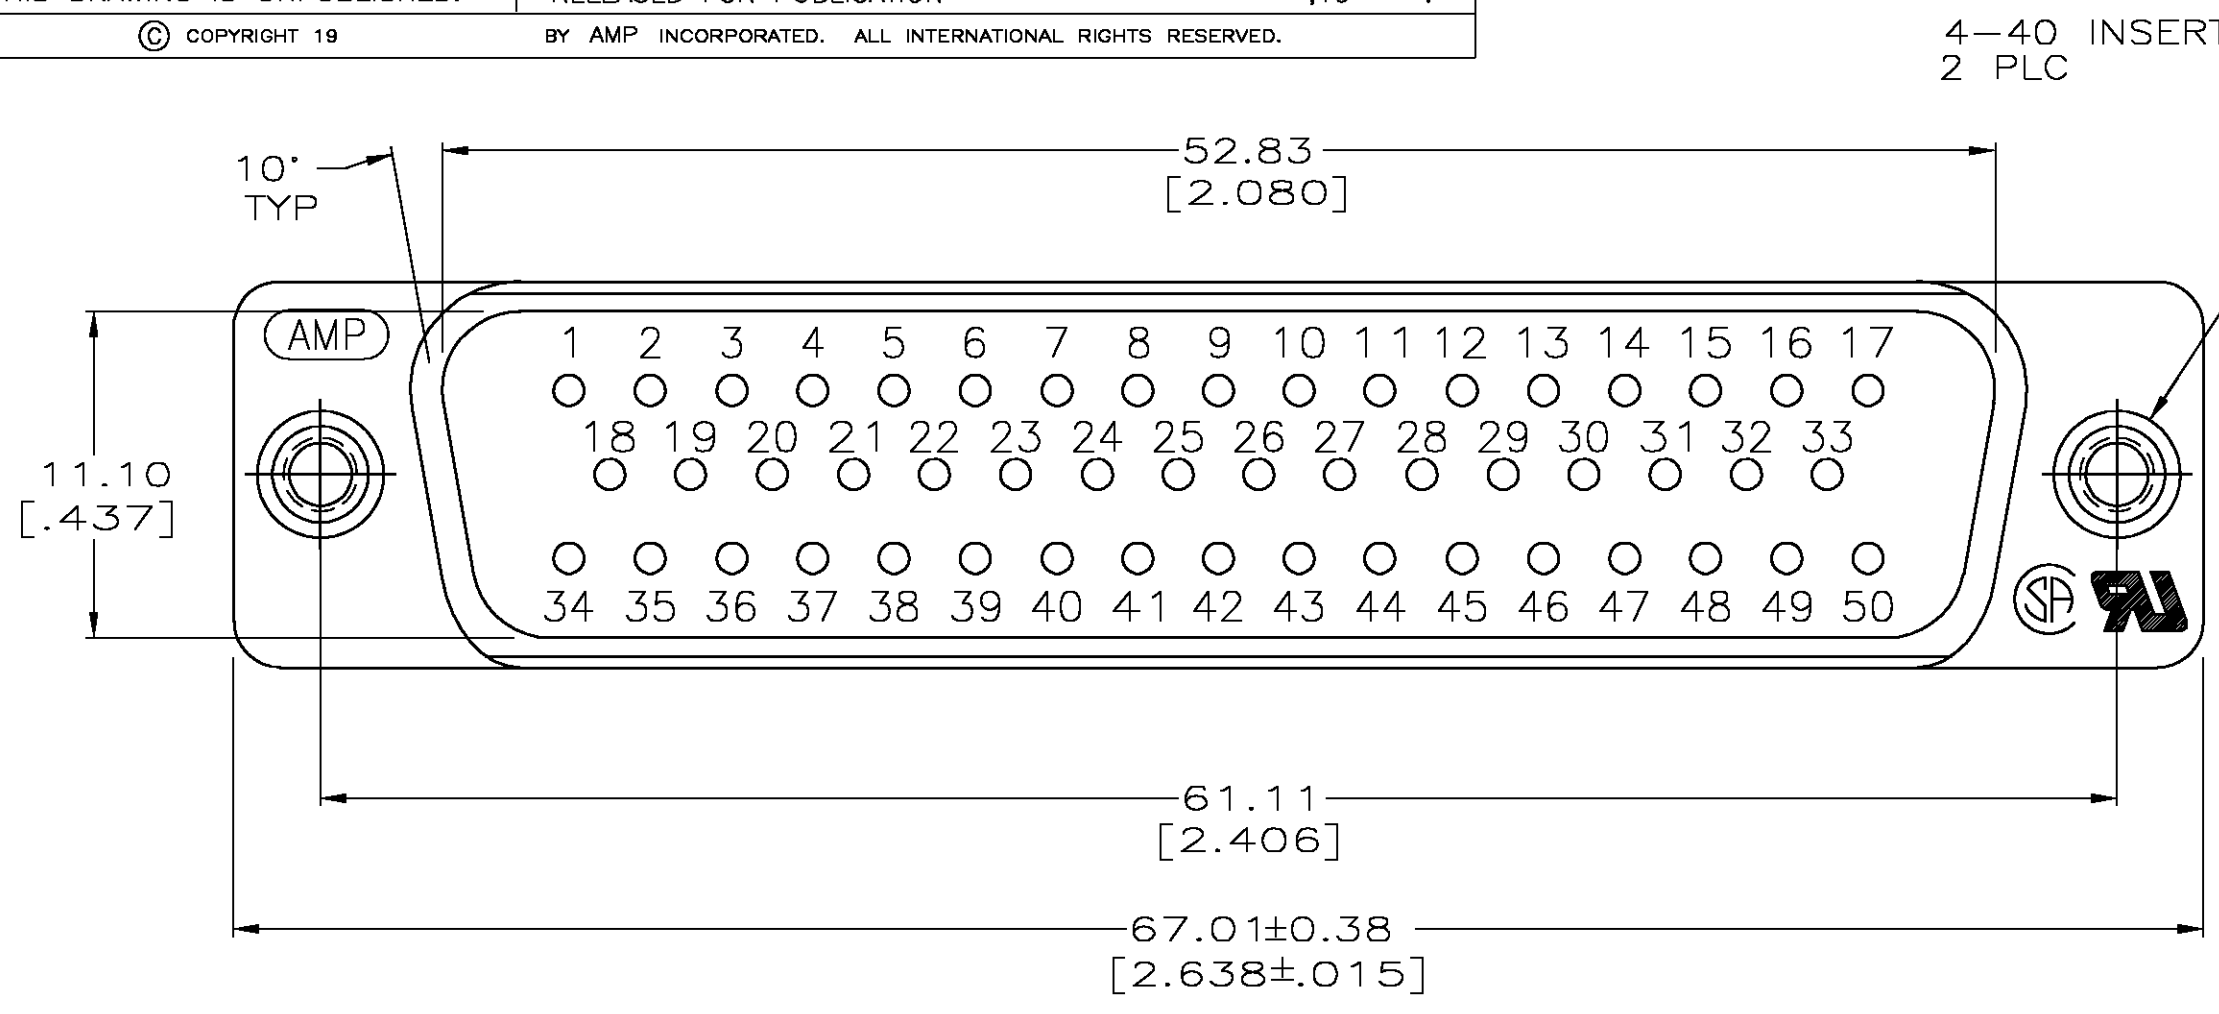 © COPYRIGHT 19 BY AMP INCORPORATED. ALL INTERNATIONAL RIGHTS RESERVED.
4-40 INSERT
2 PLC
10°
TYP
52.83
[2.080]
AMP
1 2 3 4 5 6 7 8 9 10 11 12 13 14 15 16 17
18 19 20 21 22 23 24 25 26 27 28 29 30 31 32 33
11.10
[.437]
34 35 36 37 38 39 40 41 42 43 44 45 46 47 48 49 50
61.11
[2.406]
67.01±0.38
[2.638±.015]